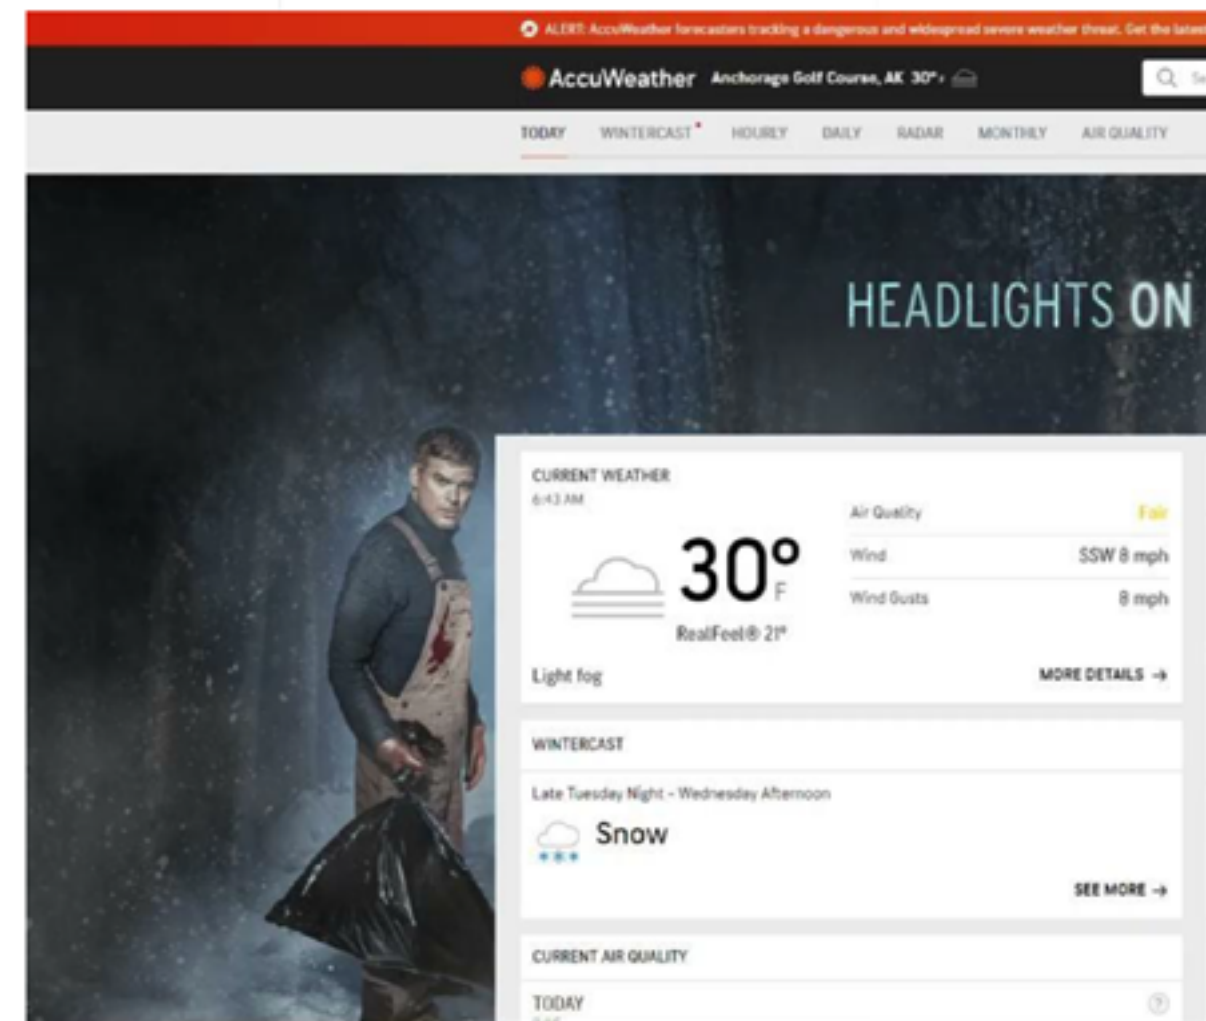 ALERT: AccuWeather forecasters tracking a dangerous and widespread severe weather threat. Get the latest
AccuWeather Anchorage Golf Course, AK 30°
TODAY WINTERCAST HOURLY DAILY RADAR MONTHLY AIR QUALITY
HEADLIGHTS ON
CURRENT WEATHER
6:43 AM
30°
F
RealFeel® 21°
Light fog
Air Quality Fair
Wind SSW 8 mph
Wind Gusts 8 mph
MORE DETAILS →
WINTERCAST
Late Tuesday Night - Wednesday Afternoon
Snow
SEE MORE →
CURRENT AIR QUALITY
TODAY
?